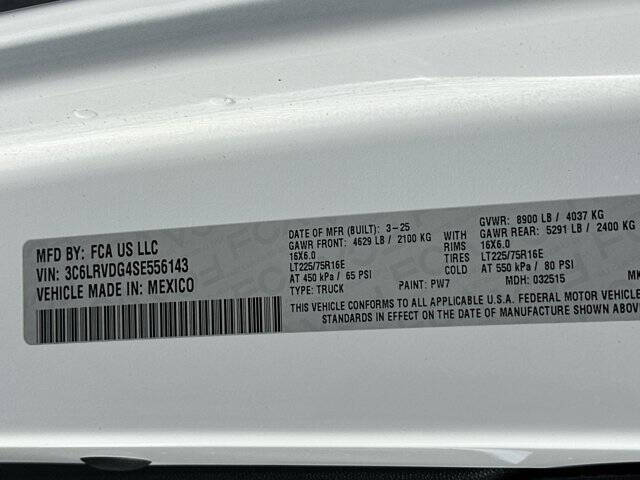 MFD BY: FCA US LLC
VIN: 3C6LRVDG4SE556143
VEHICLE MADE IN: MEXICO
DATE OF MFR (BUILT): 3-25
GAWR FRONT: 4629 LB / 2100 KG
16X6.0
LT225/75R16E
AT 450 kPa / 65 PSI
TYPE: TRUCK
PAINT: PW7
WITH
RIMS
TIRES
COLD
GVWR: 8900 LB / 4037 KG
GAWR REAR: 5291 LB / 2400 KG
16X6.0
LT225/75R16E
AT 550 kPa / 80 PSI
MDH: 032515
THIS VEHICLE CONFORMS TO ALL APPLICABLE U.S.A. FEDERAL MOTOR VEHICLE
STANDARDS IN EFFECT ON THE DATE OF MANUFACTURE SHOWN ABOVE